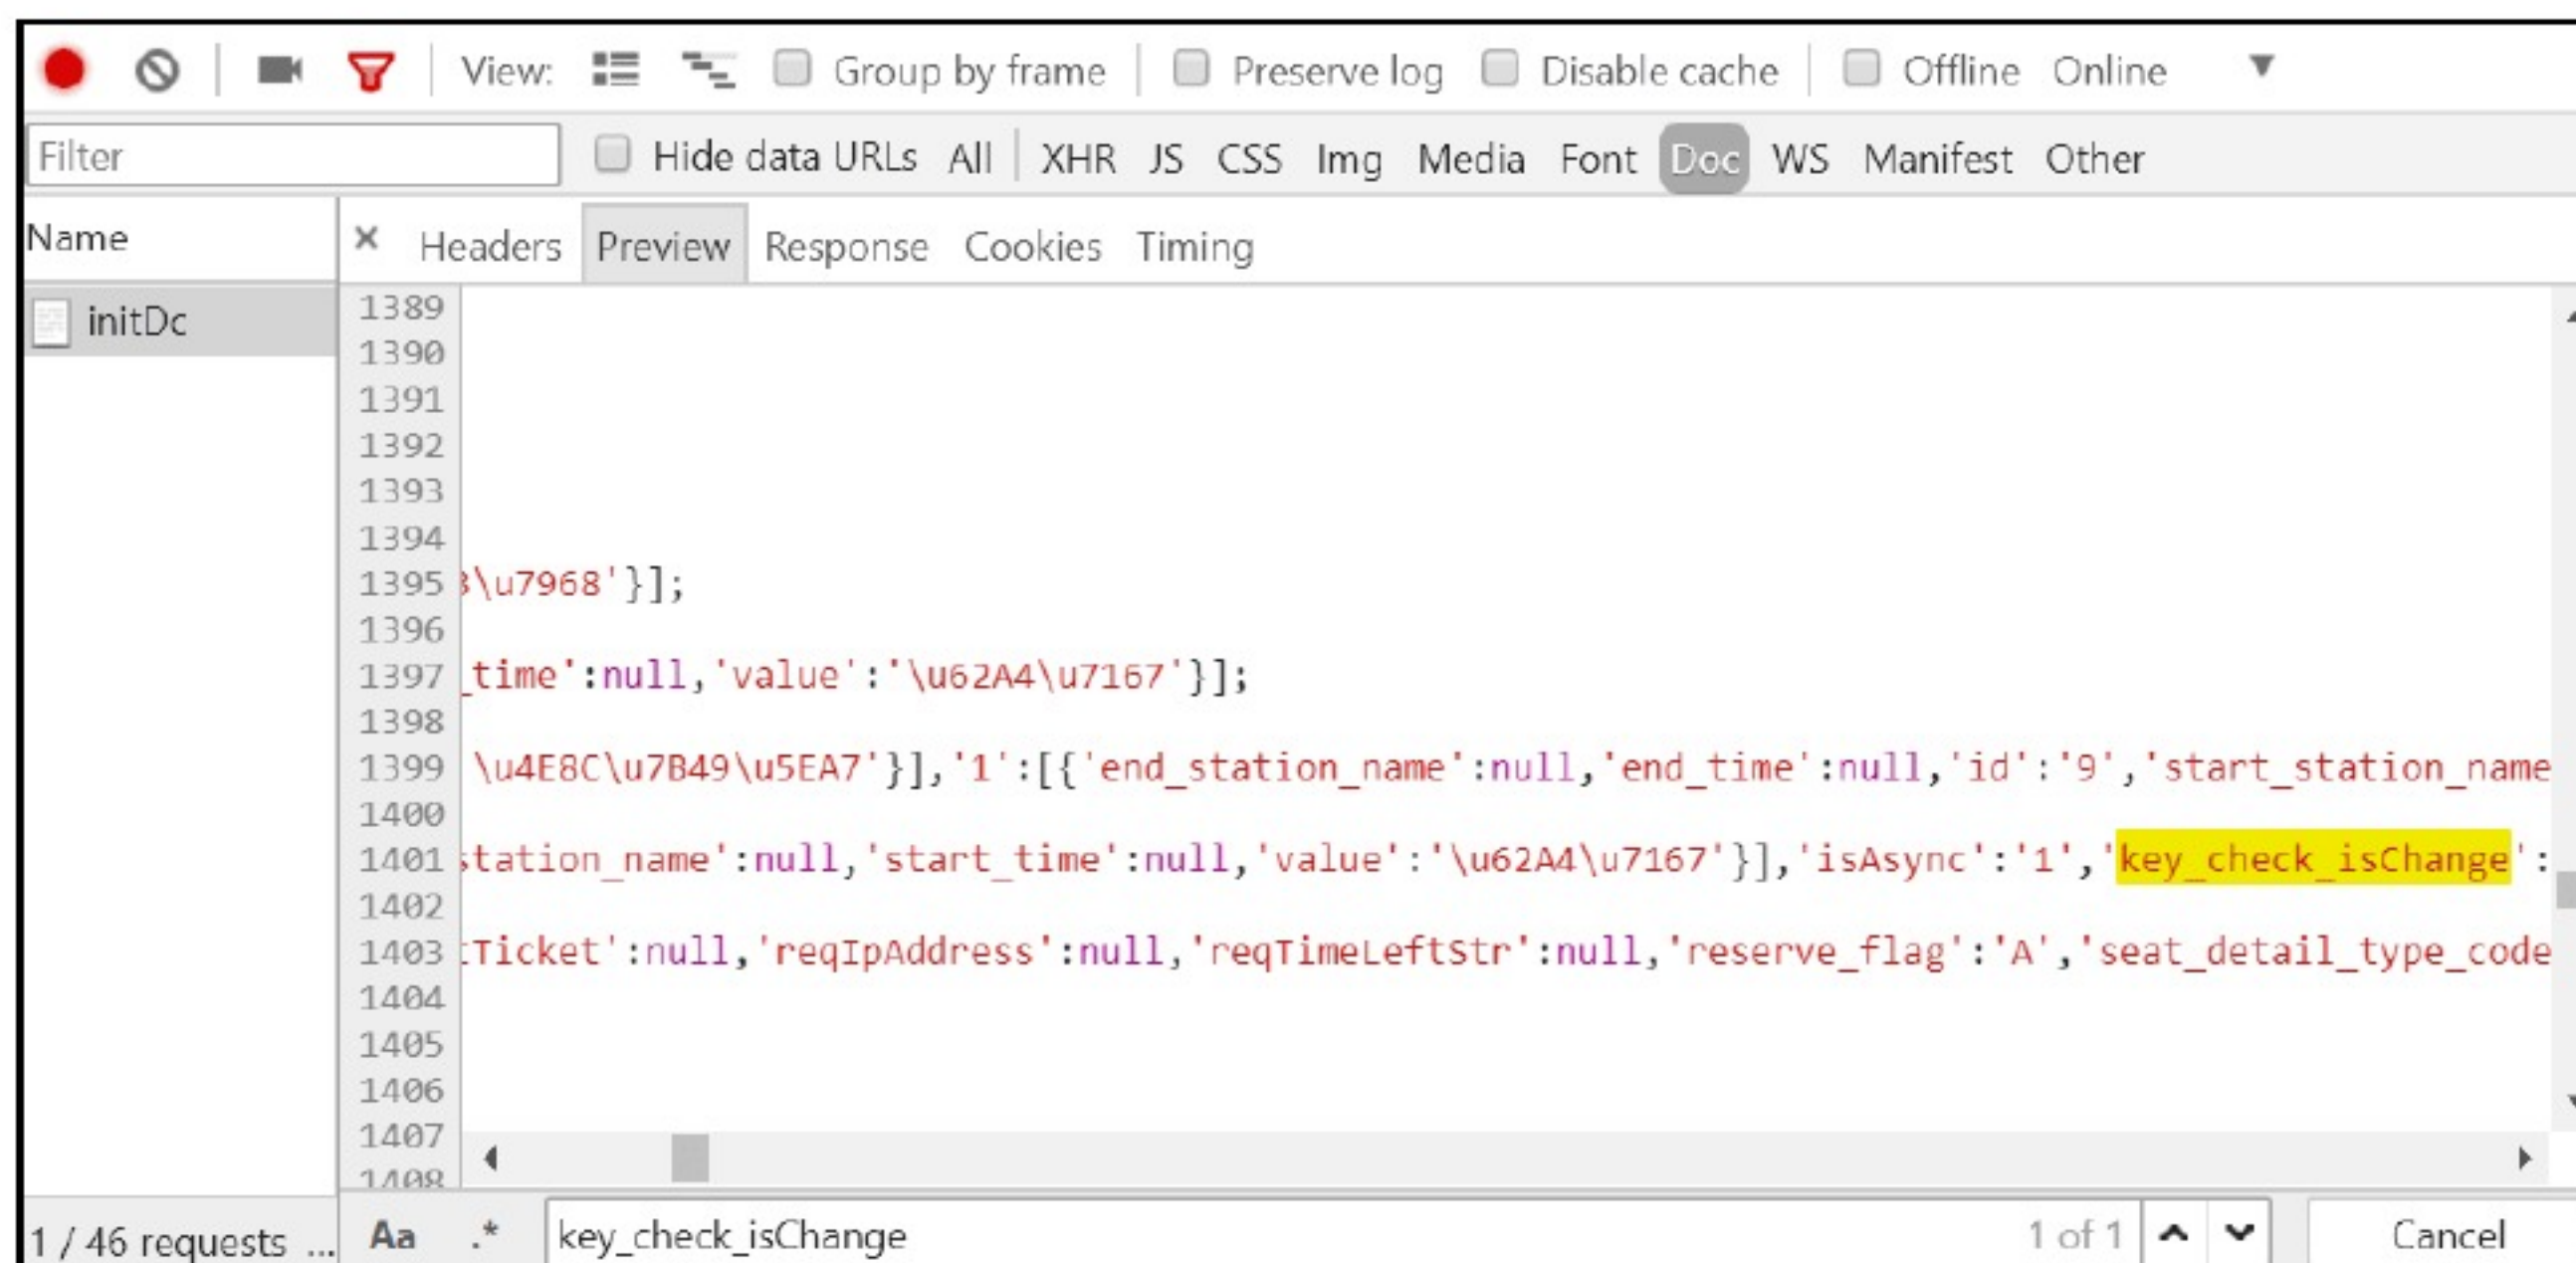 View: Group by frame Preserve log Disable cache Offline Online
Filter Hide data URLs All XHR JS CSS Img Media Font Doc WS Manifest Other
Name × Headers Preview Response Cookies Timing
initDc
1389
1390
1391
1392
1393
1394
1395 \u7968'}];
1396
1397 _time':null,'value':'\u62A4\u7167'}];
1398
1399 \u4E8C\u7B49\u5EA7'}],'1':[{'end_station_name':null,'end_time':null,'id':'9','start_station_name
1400
1401 station_name':null,'start_time':null,'value':'\u62A4\u7167'}],'isAsync':'1','key_check_isChange':
1402
1403 Ticket':null,'reqIpAddress':null,'reqTimeLeftStr':null,'reserve_flag':'A','seat_detail_type_code
1404
1405
1406
1407
1408
1 / 46 requests ... Aa .* key_check_isChange 1 of 1 Cancel